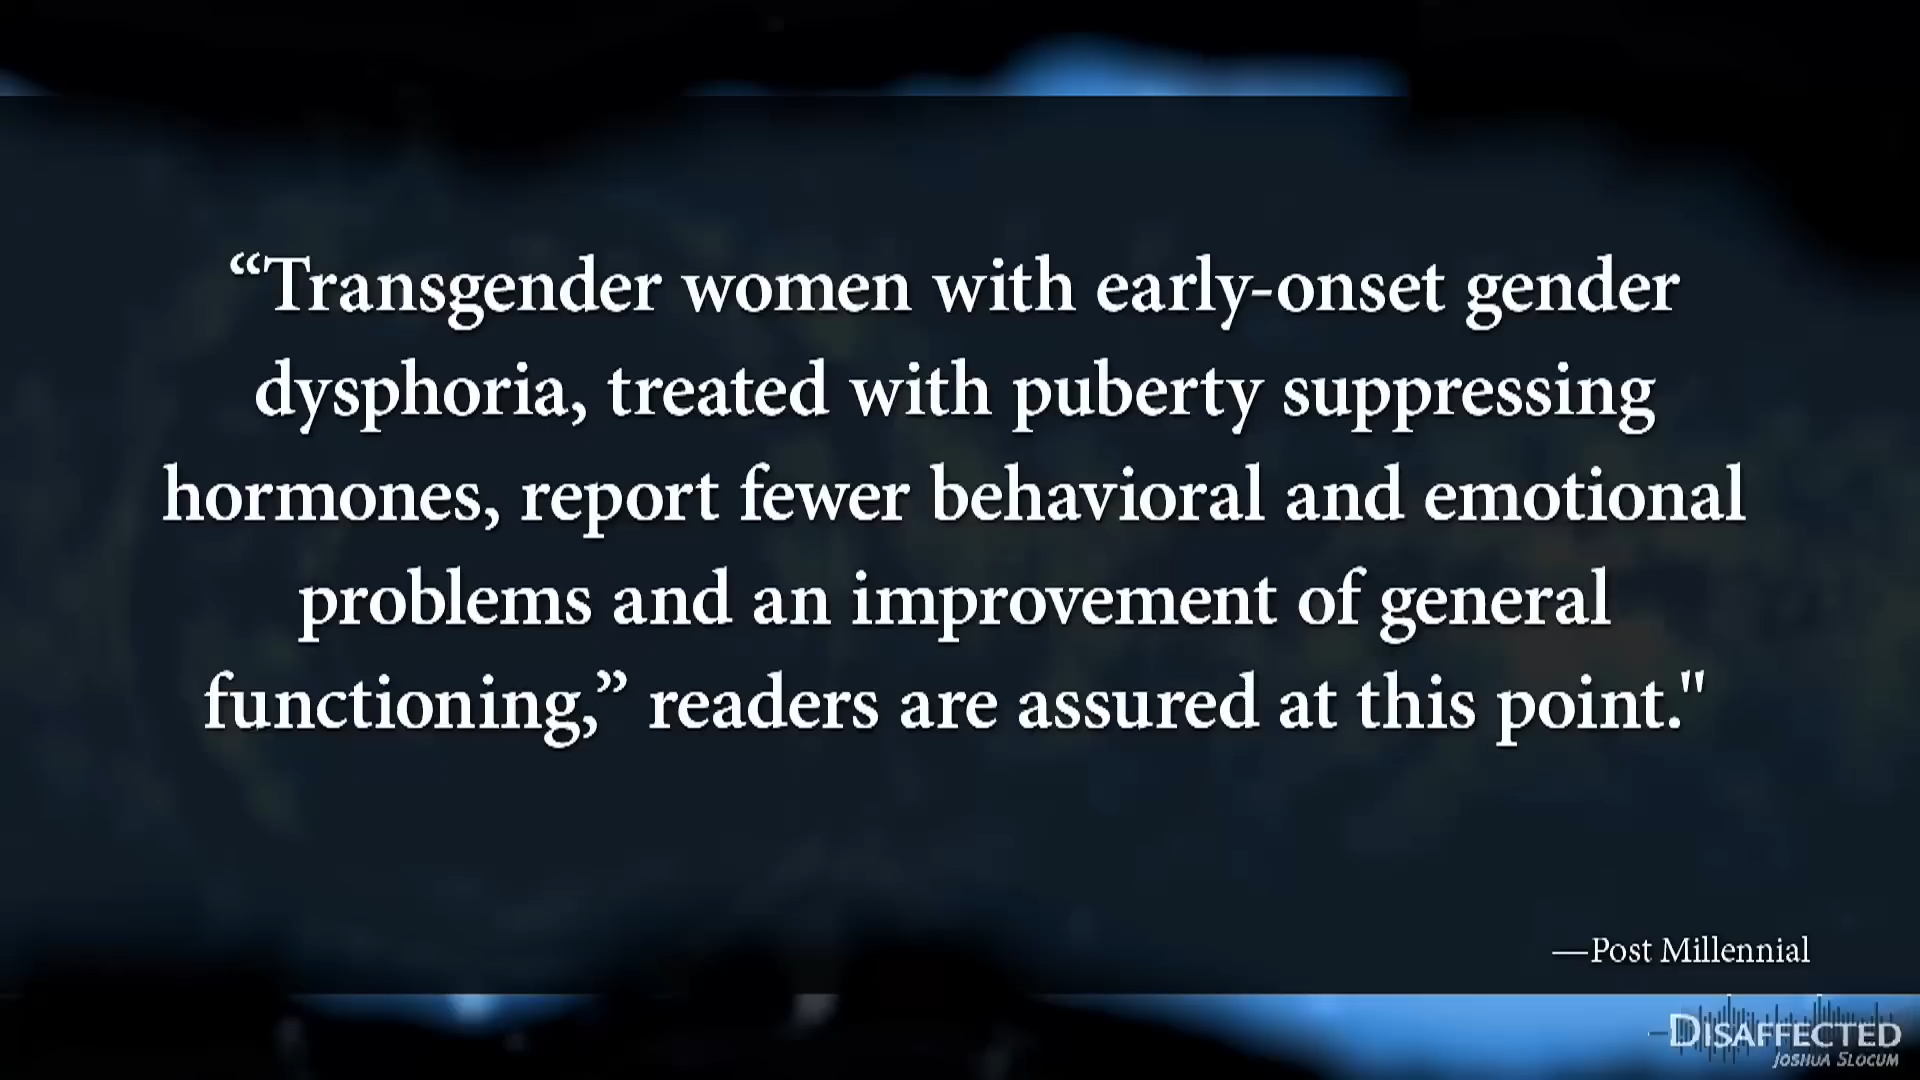 “Transgender women with early-onset gender
dysphoria, treated with puberty suppressing
hormones, report fewer behavioral and emotional
problems and an improvement of general
functioning,” readers are assured at this point."
—Post Millennial
DISAFFECTED
JOSHUA SLOCUM